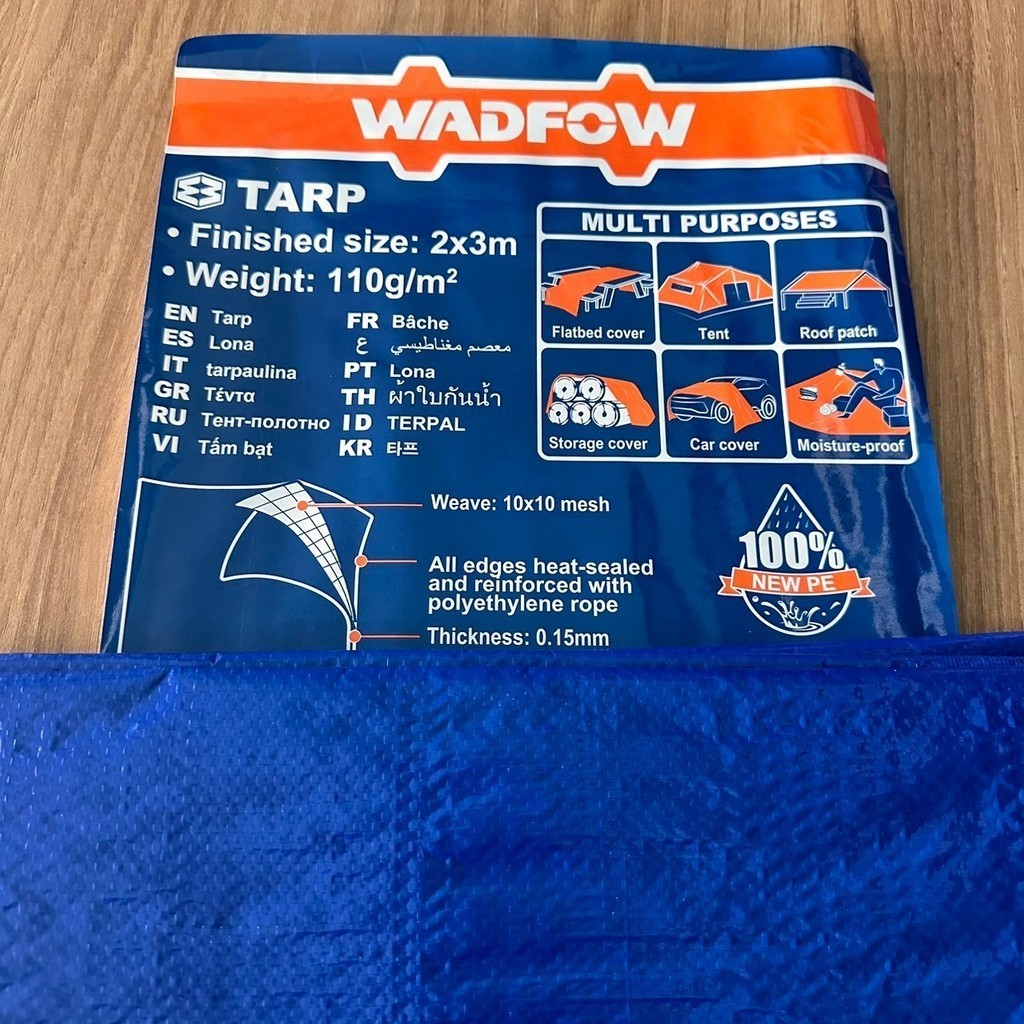 WADFOW
TARP
• Finished size: 2x3m
• Weight: 110g/m²
EN Tarp
ES Lona
IT tarpaulina
GR Τέντα
RU Тент-полотно
VI Tấm bạt
FR Bâche
ع معصم مغناطيسي
PT Lona
TH ผ้าใบกันน้ำ
ID TERPAL
KR 타프
MULTI PURPOSES
Flatbed cover
Tent
Roof patch
Storage cover
Car cover
Moisture-proof
Weave: 10x10 mesh
All edges heat-sealed
and reinforced with
polyethylene rope
Thickness: 0.15mm
100%
NEW PE